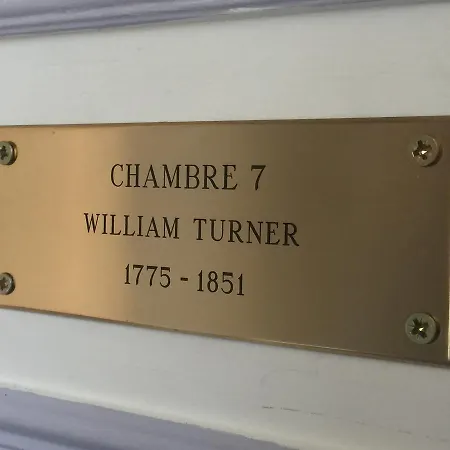 CHAMBRE 7
WILLIAM TURNER
1775 - 1851